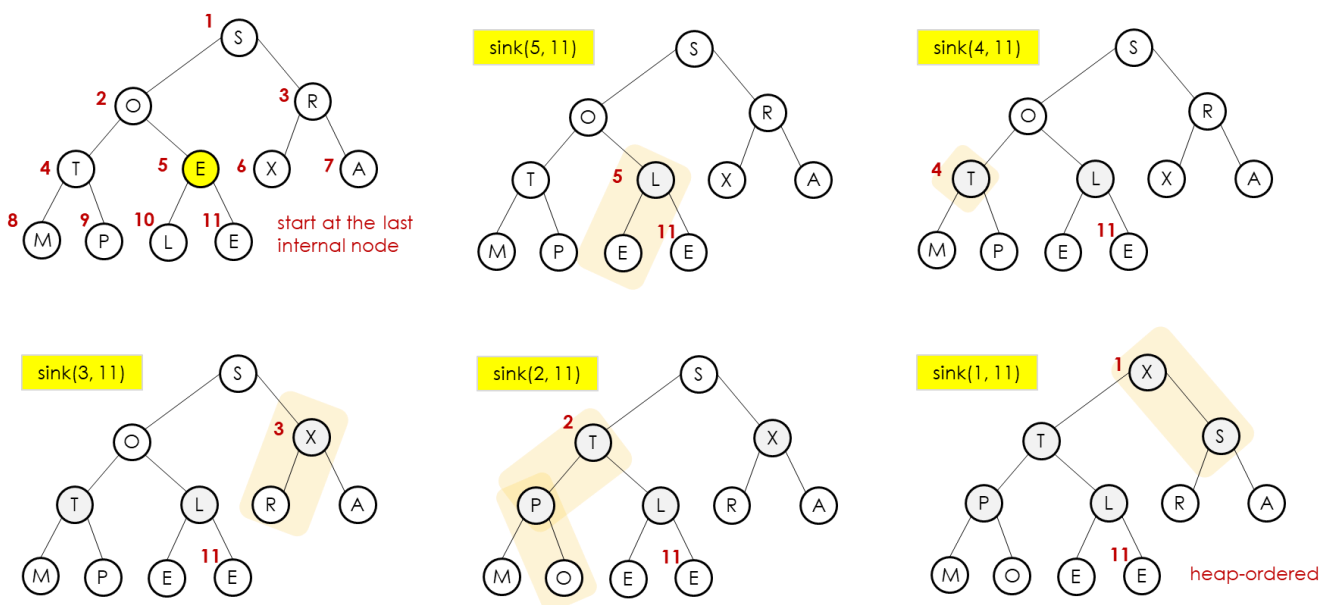 1
S
2
O
3
R
4
T
5
E
6
X
7
A
8
M
9
P
10
L
11
E
start at the last
internal node
sink(5, 11)
S
O
R
T
5
L
X
A
M
P
E
11
E
sink(4, 11)
S
O
R
4
T
L
X
A
M
P
E
11
E
sink(3, 11)
S
O
3
X
T
L
R
A
M
P
E
11
E
sink(2, 11)
S
2
T
X
P
L
R
A
M
O
E
11
E
sink(1, 11)
1
X
T
S
P
L
R
A
M
O
E
11
E
heap-ordered